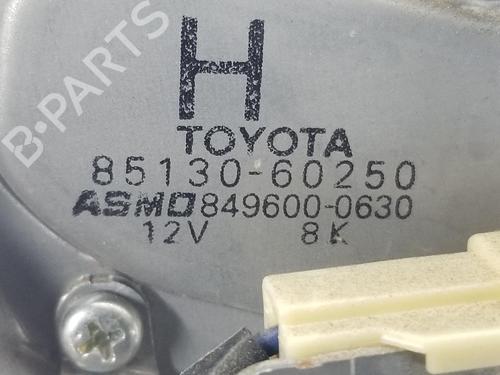 B-PARTS
H
TOYOTA
85130-60250
ASMO 849600-0630
12V 8K